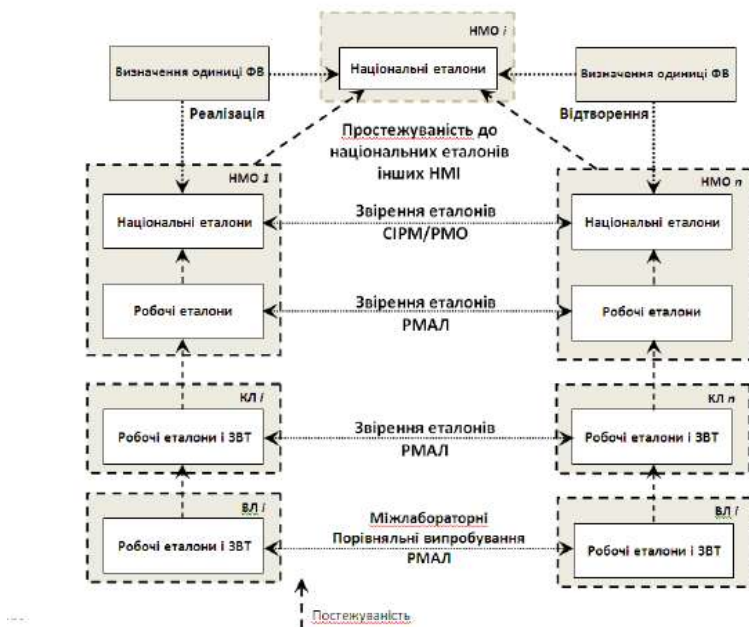 НМО i
Визначення одиниці ФВ
Національні еталони
Визначення одиниці ФВ
Реалізація
Відтворення
Простежуваність до
національних еталонів
інших НМІ
НМО 1
НМО n
Національні еталони
Звірення еталонів
СІРМ/РМО
Національні еталони
Робочі еталони
Звірення еталонів
РМАЛ
Робочі еталони
КЛ i
КЛ n
Робочі еталони і ЗВТ
Звірення еталонів
РМАЛ
Робочі еталони і ЗВТ
ВЛ i
ВЛ i
Робочі еталони і ЗВТ
Міжлабораторні
Порівняльні випробування
РМАЛ
Робочі еталони і ЗВТ
Постежуваність